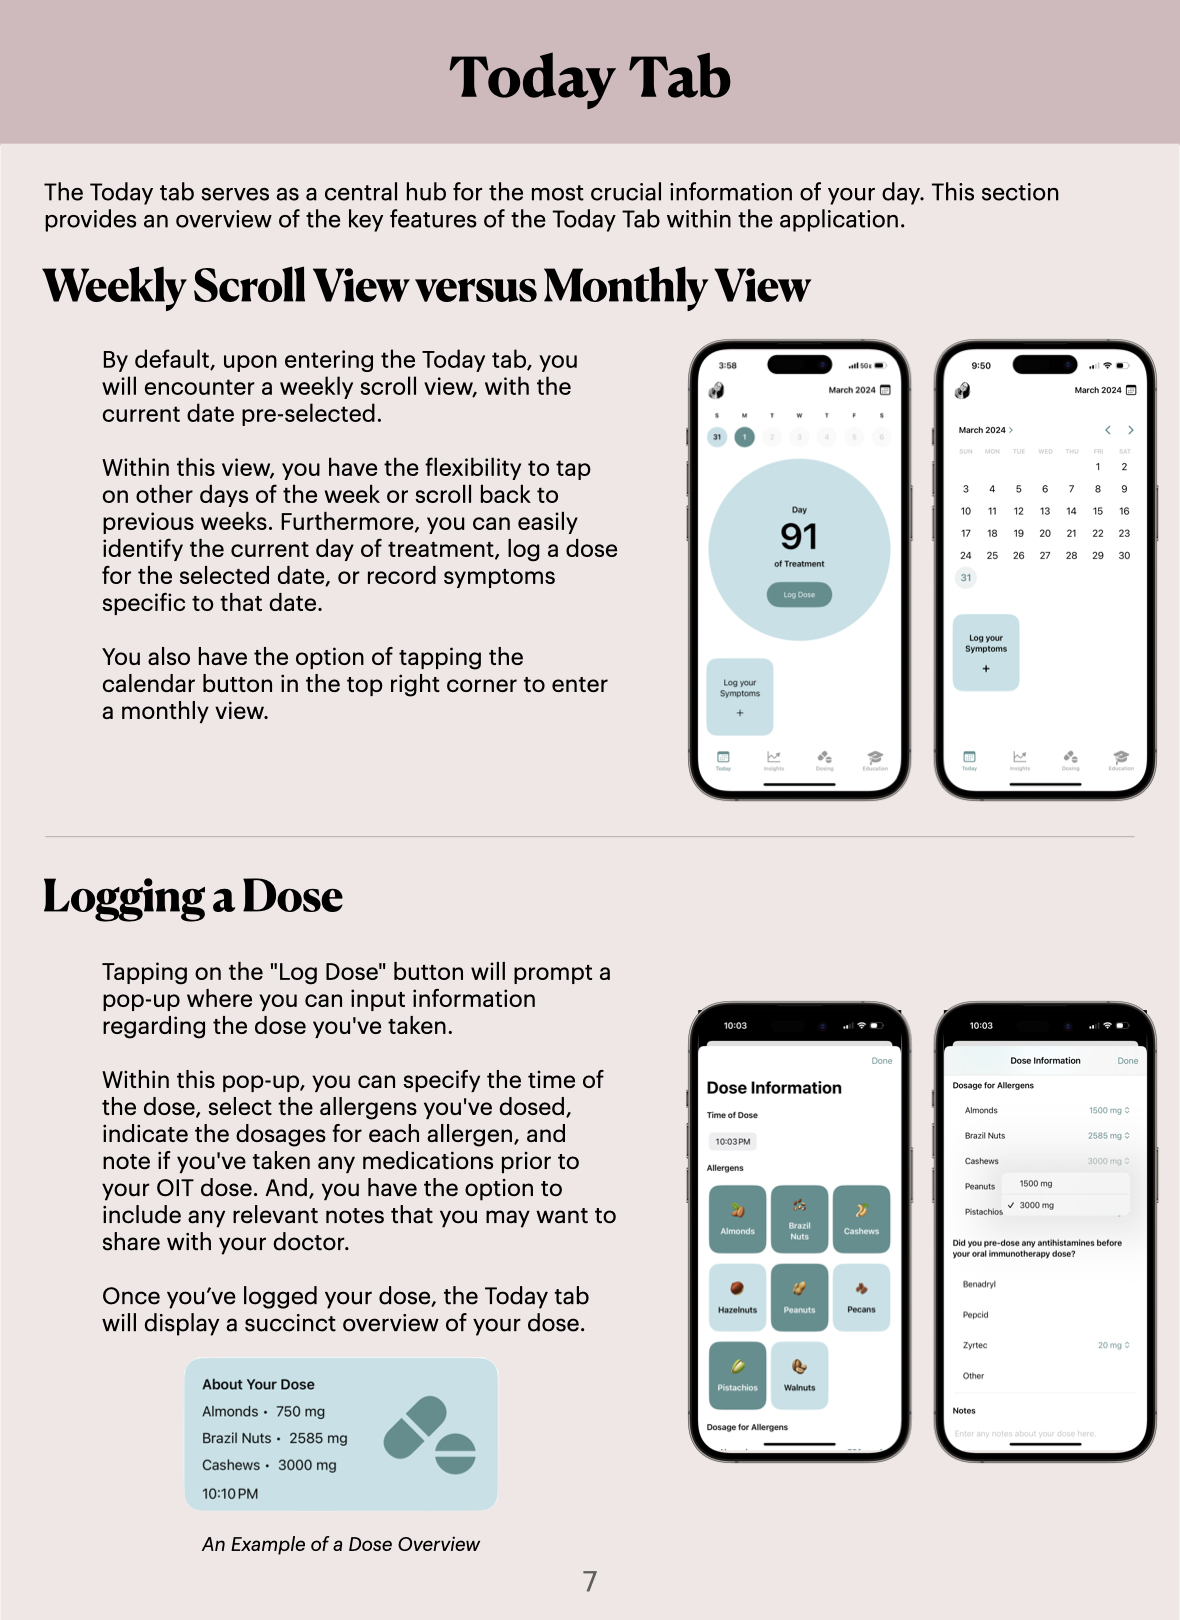 Today Tab
The Today tab serves as a central hub for the most crucial information of your day. This section
provides an overview of the key features of the Today Tab within the application.
Weekly Scroll View versus Monthly View
By default, upon entering the Today tab, you
will encounter a weekly scroll view, with the
current date pre-selected.
Within this view, you have the flexibility to tap
on other days of the week or scroll back to
previous weeks. Furthermore, you can easily
identify the current day of treatment, log a dose
for the selected date, or record symptoms
specific to that date.
You also have the option of tapping the
calendar button in the top right corner to enter
a monthly view.
3:58
5G
March 2024
S M T W T F S
31 1 2 3 4 5 6
Day
91
of Treatment
Log Dose
Log your
Symptoms
+
Today Insights Dosing Education
9:50
March 2024
March 2024 >
< >
SUN MON TUE WED THU FRI SAT
1 2
3 4 5 6 7 8 9
10 11 12 13 14 15 16
17 18 19 20 21 22 23
24 25 26 27 28 29 30
31
Log your
Symptoms
+
Today Insights Dosing Education
Logging a Dose
Tapping on the "Log Dose" button will prompt a
pop-up where you can input information
regarding the dose you've taken.
Within this pop-up, you can specify the time of
the dose, select the allergens you've dosed,
indicate the dosages for each allergen, and
note if you've taken any medications prior to
your OIT dose. And, you have the option to
include any relevant notes that you may want to
share with your doctor.
Once you’ve logged your dose, the Today tab
will display a succinct overview of your dose.
About Your Dose
Almonds • 750 mg
Brazil Nuts • 2585 mg
Cashews • 3000 mg
10:10 PM
An Example of a Dose Overview
10:03
Done
Dose Information
Time of Dose
10:03 PM
Allergens
Almonds
Brazil
Nuts
Cashews
Hazelnuts
Peanuts
Pecans
Pistachios
Walnuts
Dosage for Allergens
10:03
Dose Information Done
Dosage for Allergens
Almonds 1500 mg
Brazil Nuts 2585 mg
Cashews 3000 mg
Peanuts
1500 mg
Pistachios
✓ 3000 mg
Did you pre-dose any antihistamines before
your oral immunotherapy dose?
Benadryl
Pepcid
Zyrtec 20 mg
Other
Notes
Enter any notes about your dose here.
7